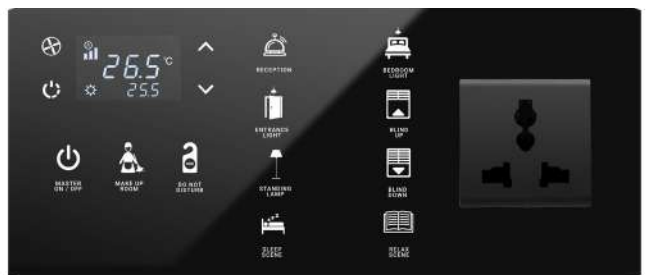 26.5 °C
25.5
MASTER
ON / OFF
MAKE UP
ROOM
DO NOT
DISTURB
RECEPTION
ENTRANCE
LIGHT
STANDING
LAMP
SLEEP
SCENE
BEDROOM
LIGHT
BLIND
UP
BLIND
DOWN
RELAX
SCENE